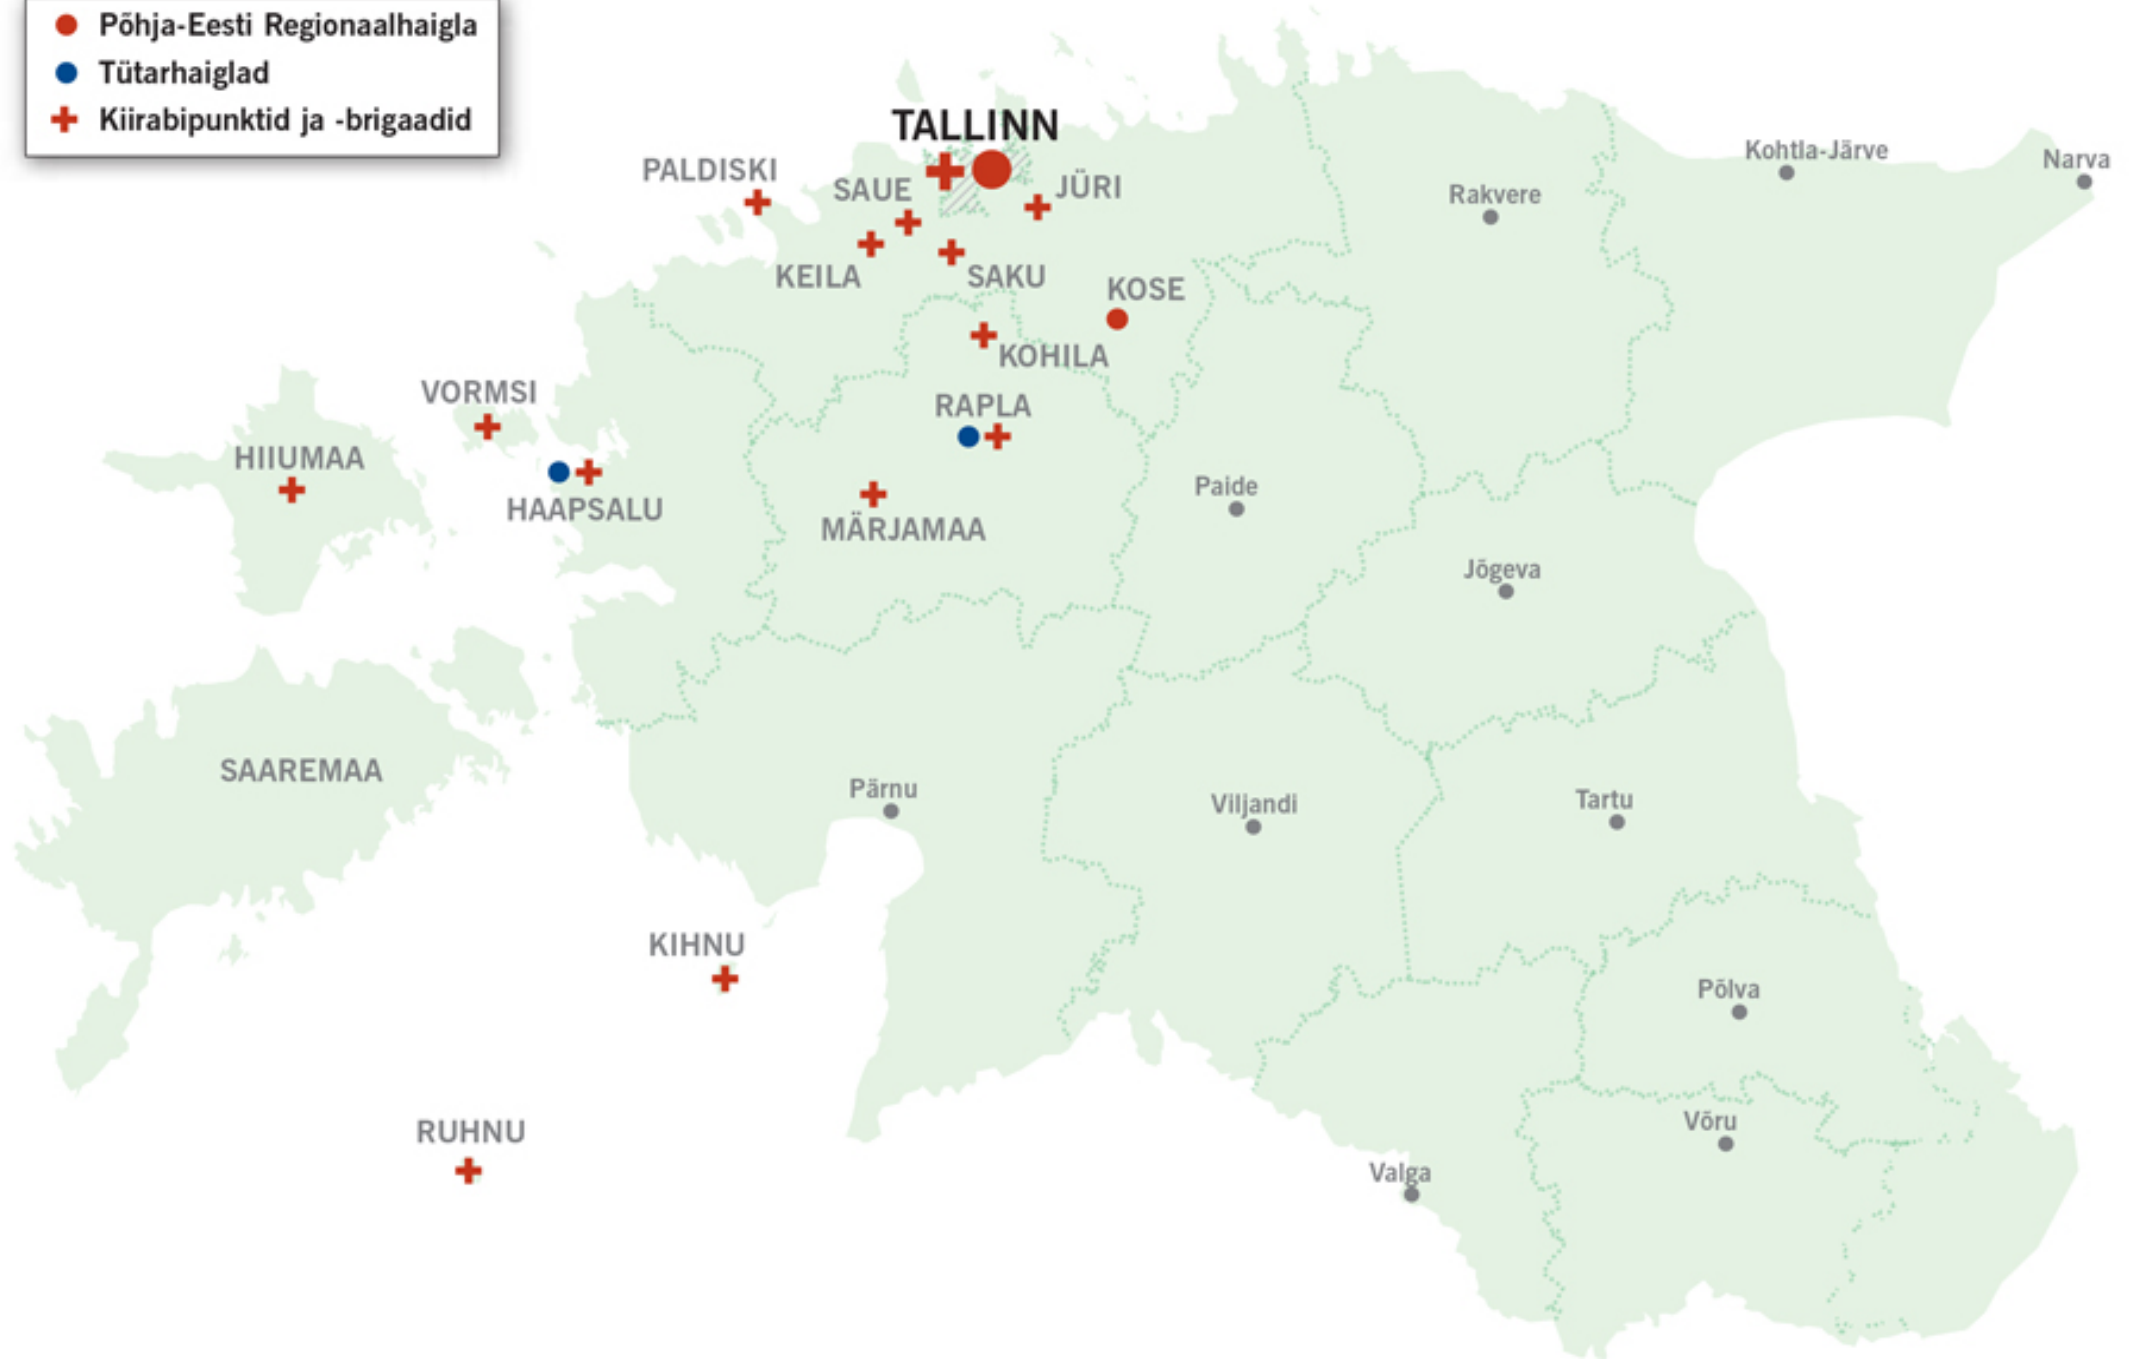 Põhja-Eesti Regionaalhaigla
Tütarhaiglad
Kiirabipunktid ja -brigaadid
TALLINN
PALDISKI
SAUE
JÜRI
KEILA
SAKU
KOSE
KOHILA
RAPLA
VORMSI
HIIUMAA
HAAPSALU
MÄRJAMAA
Rakvere
Kohtla-Järve
Narva
Paide
Jõgeva
SAAREMAA
Pärnu
Viljandi
Tartu
KIHNU
Põlva
RUHNU
Võru
Valga